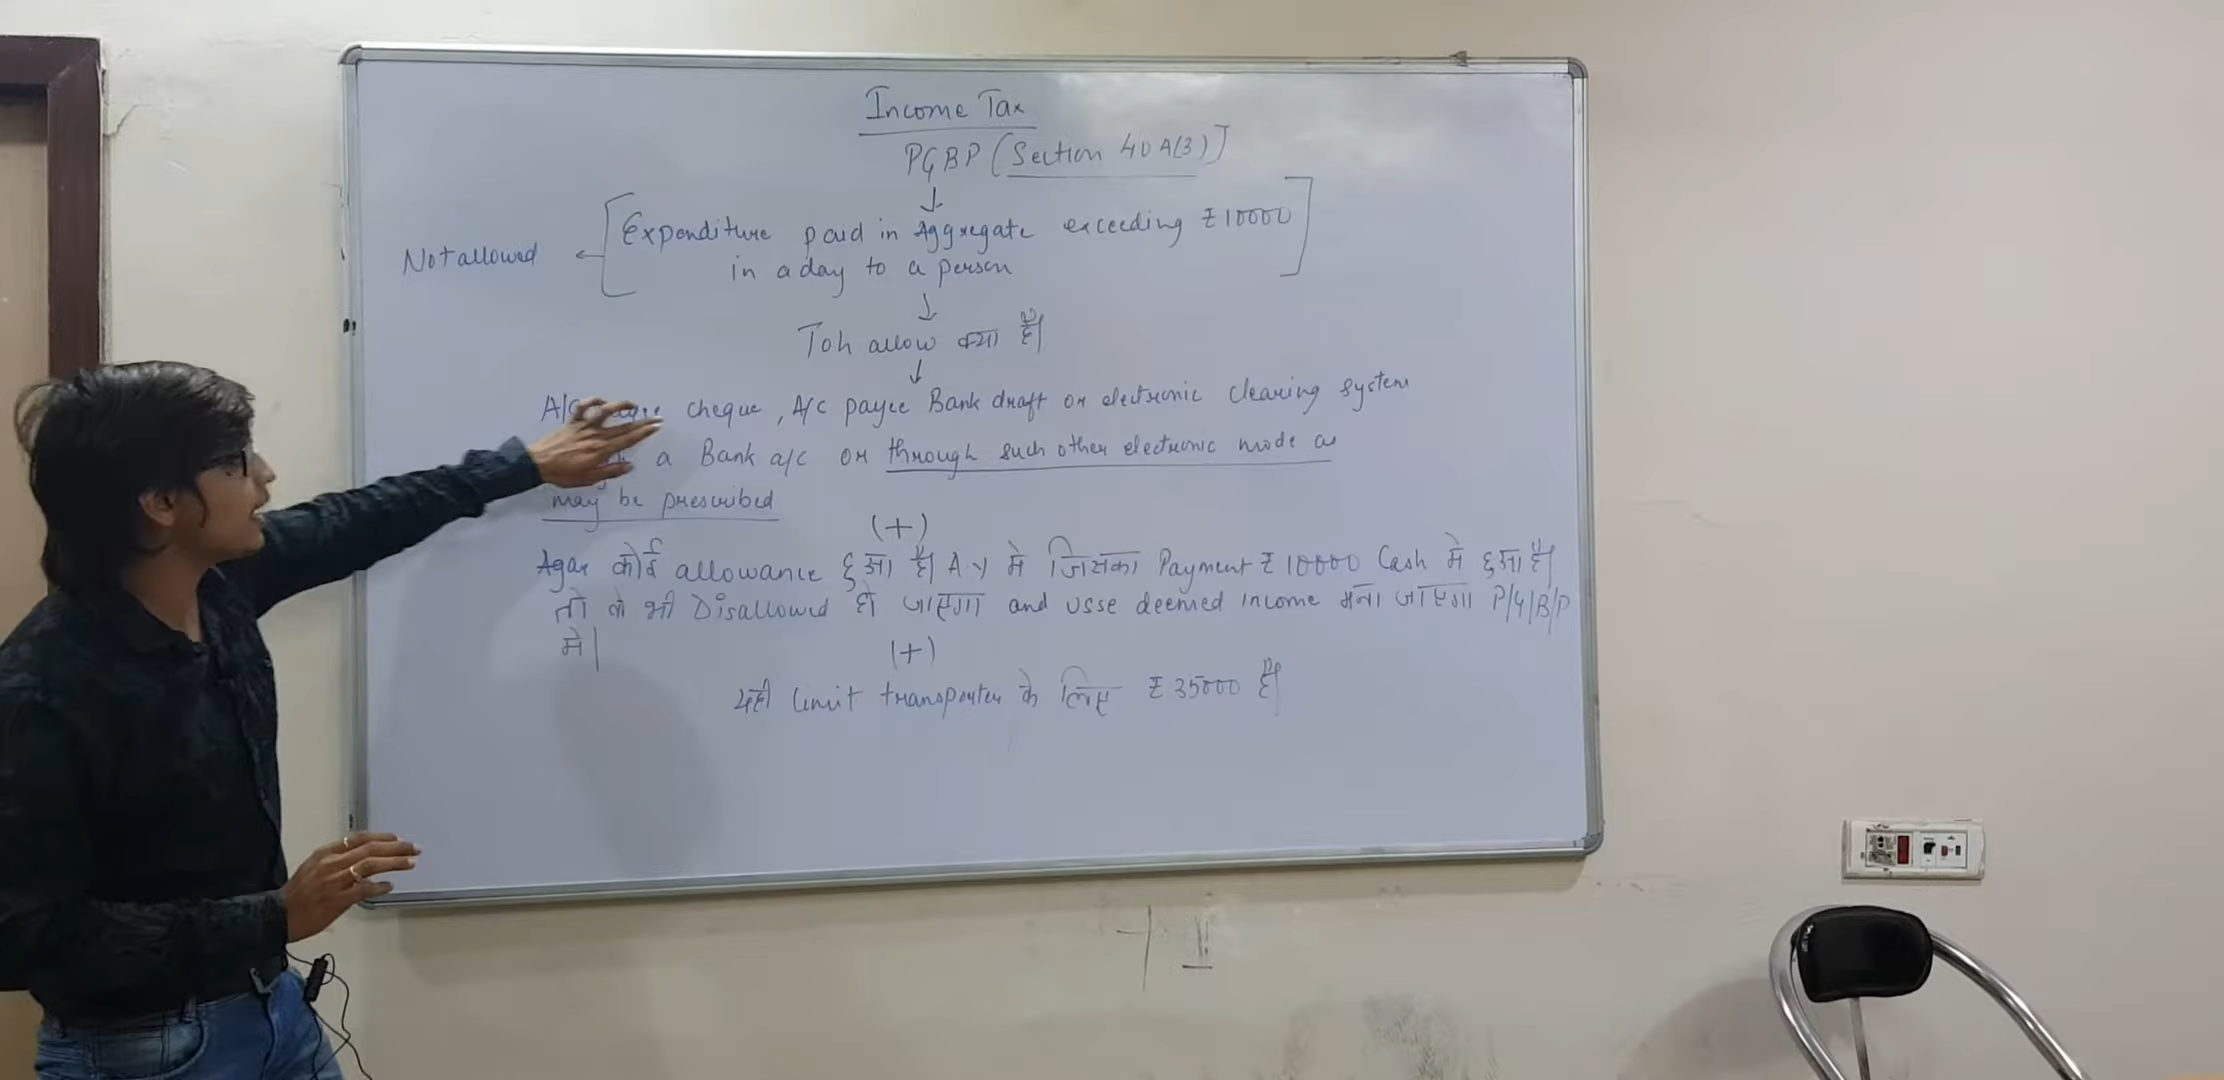 Income Tax
PGBP (Section 40A(3)]
Not allowed ← [Expenditure paid in Aggregate exceeding ₹10000
in a day to a person]
Toh allow क्या है|
A/C cheque, A/C payee Bank draft or electronic clearing system
a Bank a/c or through such other electronic mode as
may be prescribed
(+)
Agar कोई allowance हुआ है| A.Y मे जिसका Payment ₹10000 Cash मे हुआ है|
तो वो भी Disallowed हो जाएगा and usse deemed income मना जाएगा P/G/B/P
मे|
(+)
यही limit transporter के लिए ₹35000 है|
II